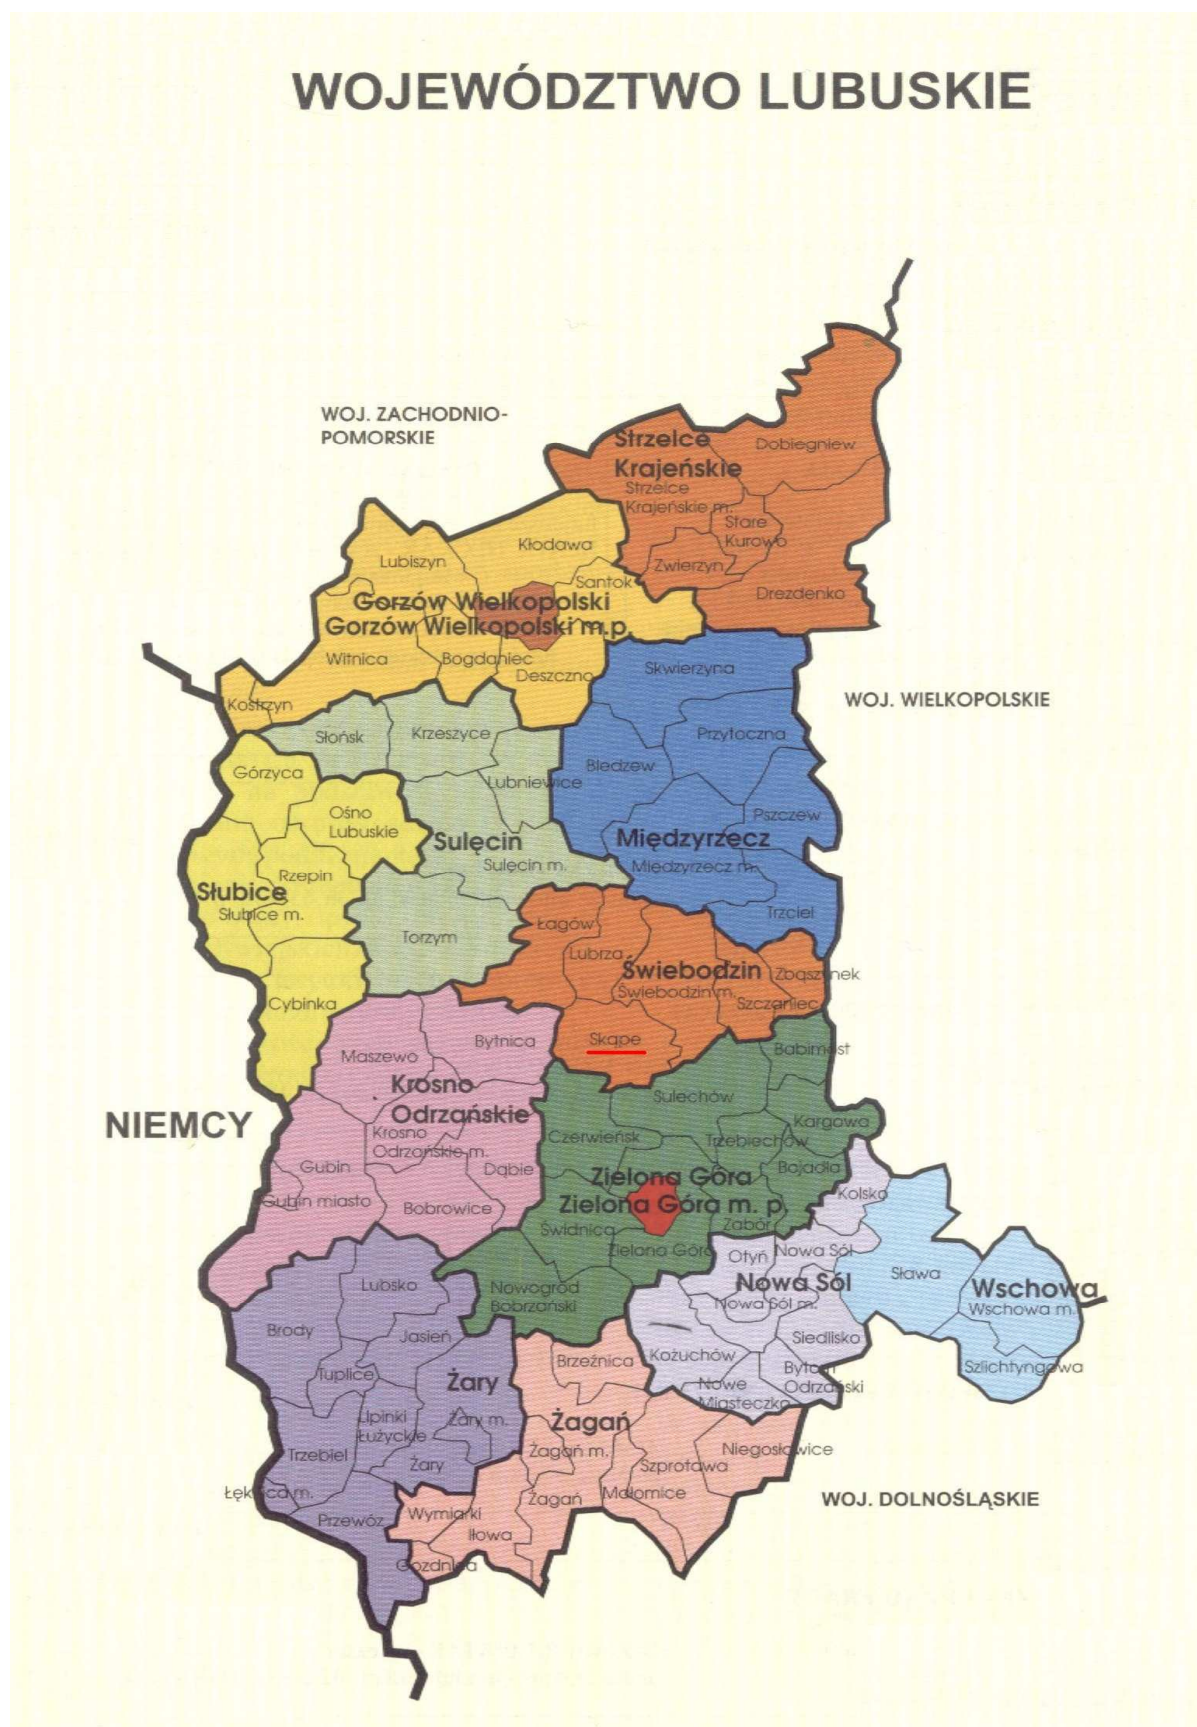 WOJEWÓDZTWO LUBUSKIE
WOJ. ZACHODNIO-
POMORSKIE
Strzelce
Krajeńskie
Dobiegniew
Strzelce
Krajeńskie m.
Stare
Kurowo
Zwierzyn
Drezdenko
Kłodawa
Lubiszyn
Santok
Gorzów Wielkopolski
Gorzów Wielkopolski m.p.
Witnica
Bogdaniec
Deszczno
Kostrzyn
Skwierzyna
WOJ. WIELKOPOLSKIE
Słońsk
Krzeszyce
Przytoczna
Górzyca
Bledzew
Lubniewice
Ośno
Lubuskie
Pszczew
Sulęcin
Sulęcin m.
Międzyrzecz
Międzyrzecz m.
Rzepin
Słubice
Słubice m.
Trzciel
Torzym
Łagów
Lubrza
Świebodzin
Świebodzin m.
Zbąszynek
Szczaniec
Cybinka
Skąpe
Bytnica
Maszewo
Babimost
Krosno
Odrzańskie
Sulechów
NIEMCY
Kargowa
Krosno
Odrzańskie m.
Czerwieńsk
Trzebiechów
Gubin
Dąbie
Bojadła
Zielona Góra
Zielona Góra m. p.
Gubin miasto
Bobrowice
Kolsko
Świdnica
Zabór
Zielona Góra
Otyń
Nowa Sól
Lubsko
Nowogród
Bobrzański
Nowa Sól
Nowa Sól m.
Sława
Wschowa
Wschowa m.
Brody
Jasień
Siedlisko
Kożuchów
Brzeźnica
Tuplice
Żary
Nowe
Miasteczko
Bytom
Odrzański
Szlichtyngowa
Lipinki
Łużyckie
Żary m.
Żagań
Żagań m.
Niegosławice
Trzebiel
Żary
Szprotawa
Łęknica m.
Małomice
Żagań
WOJ. DOLNOŚLĄSKIE
Przewóz
Wymiarki
Iłowa
Gozdnica